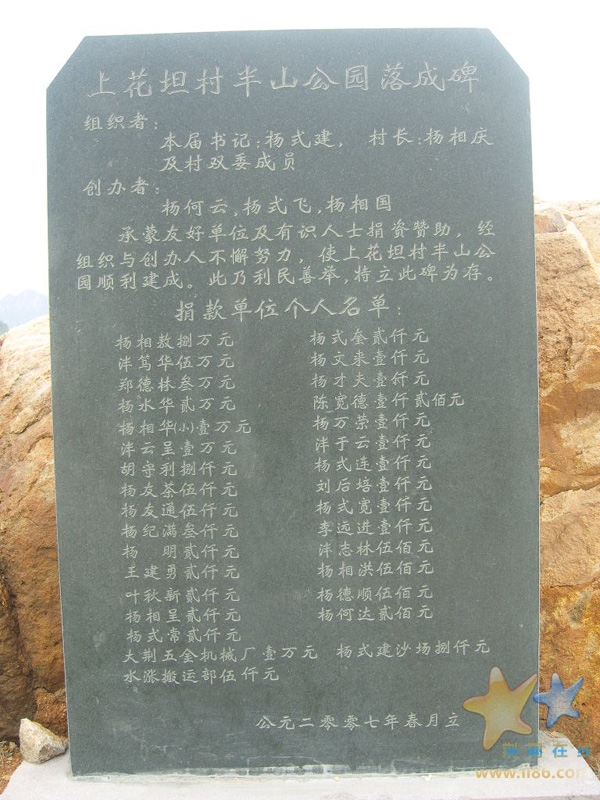 上花坦村半山公园落成碑
组织者：
本届书记：杨式建， 村长：杨相庆
及村双委成员
创办者：
杨何云，杨式飞，杨相国
承蒙友好单位及有识人士捐资赞助，经
组织与创办人不懈努力，使上花坦村半山公
园顺利建成。此乃利民善举，特立此碑为存。
捐款单位个人名单：
杨相敖捌万元
泮笃华伍万元
郑德林叁万元
杨水华贰万元
杨相华(小)壹万元
泮云呈壹万元
胡守利捌仟元
杨友荼伍仟元
杨友通伍仟元
杨纪满叁仟元
杨 明贰仟元
王建勇贰仟元
叶秋新贰仟元
杨相呈贰仟元
杨式常贰仟元
杨式奎贰仟元
杨文来壹仟元
杨才夫壹仟元
陈宽德壹仟贰佰元
杨万荣壹仟元
泮于云壹仟元
杨式连壹仟元
刘后培壹仟元
杨式宽壹仟元
李远进壹仟元
泮志林伍佰元
杨相洪伍佰元
杨德顺伍佰元
杨何达贰佰元
大荆五金机械厂壹万元 杨式建沙场捌仟元
水涨搬运部伍仟元
公元二零零七年春月立
www.1186.com